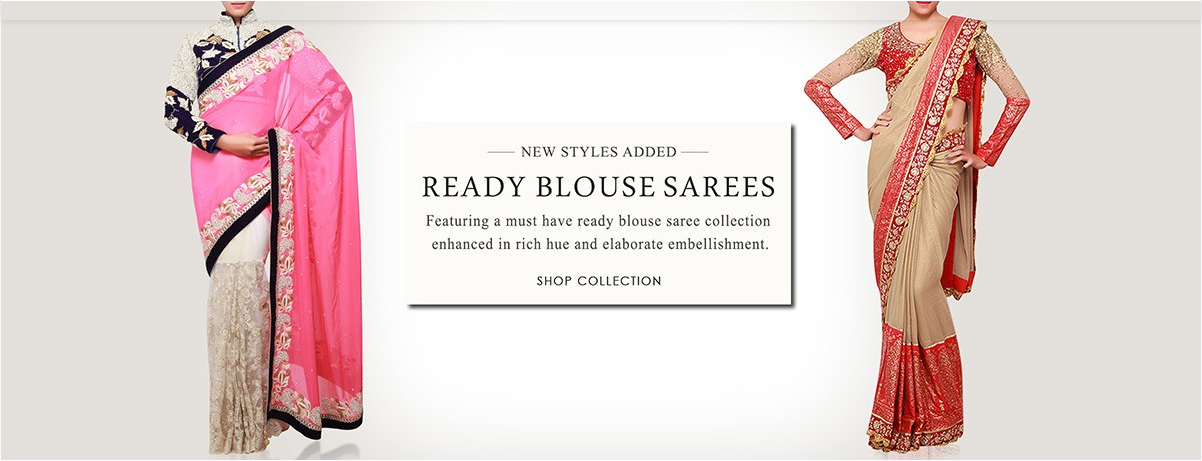 NEW STYLES ADDED
READY BLOUSE SAREES
Featuring a must have ready blouse saree collection
enhanced in rich hue and elaborate embellishment.
SHOP COLLECTION